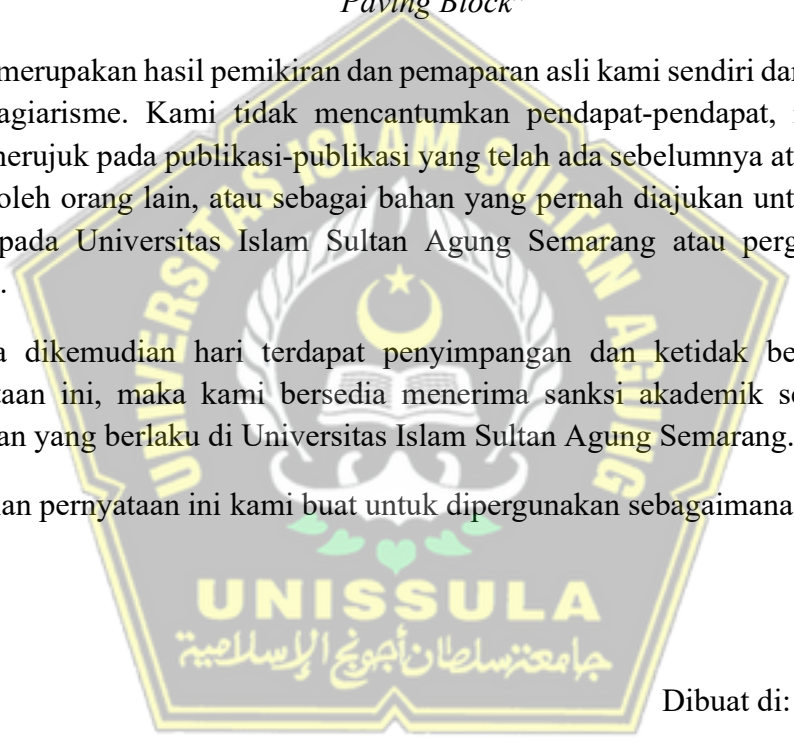 Paving Block"
merupakan hasil pemikiran dan pemaparan asli kami sendiri dar
agiarisme. Kami tidak mencantumkan pendapat-pendapat,
merujuk pada publikasi-publikasi yang telah ada sebelumnya at
oleh orang lain, atau sebagai bahan yang pernah diajukan unt
pada Universitas Islam Sultan Agung Semarang atau perg
.
a dikemudian hari terdapat penyimpangan dan ketidak be
taan ini, maka kami bersedia menerima sanksi akademik se
an yang berlaku di Universitas Islam Sultan Agung Semarang.
an pernyataan ini kami buat untuk dipergunakan sebagaimana
UNIVERSITAS ISLAM SULTAN AGUNG
UNISSULA
جامعة سلطان أجونج الإسلامية
Dibuat di: